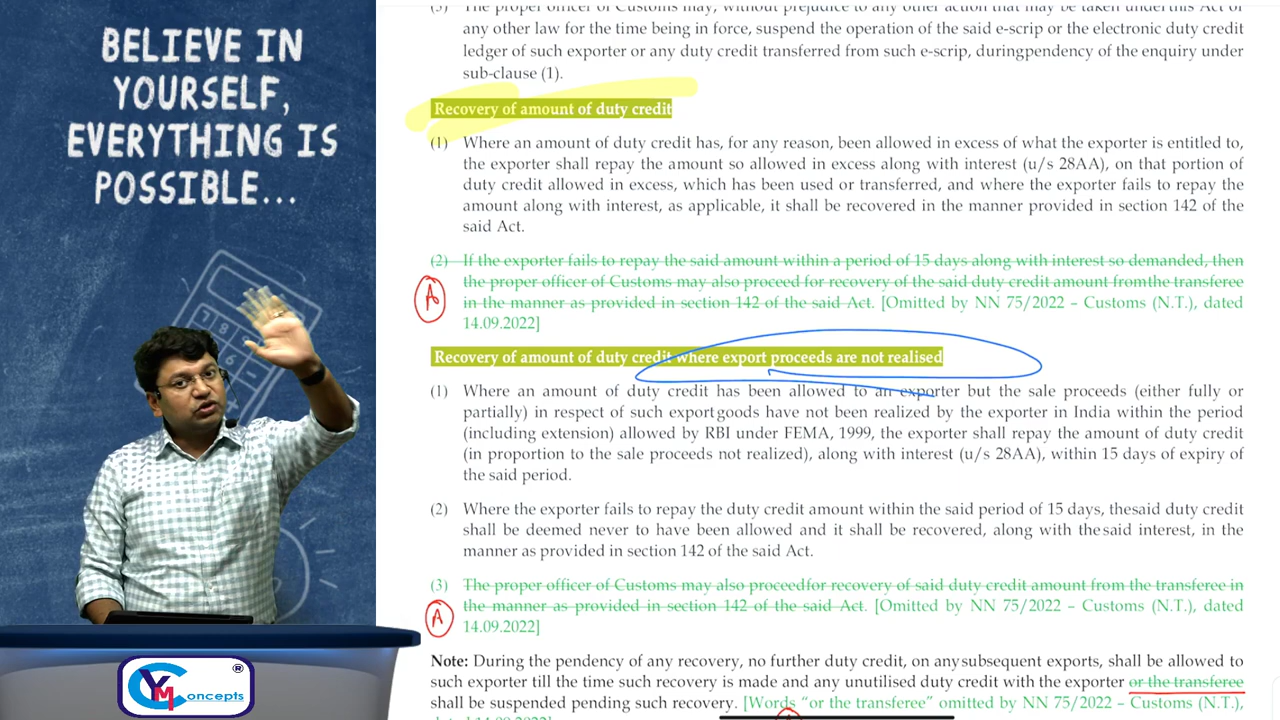 BELIEVE IN
YOURSELF,
EVERYTHING IS
POSSIBLE...
YM
Concepts
®
(3) The proper officer of Customs may, without prejudice to any other action that may be taken underthis Act or
any other law for the time being in force, suspend the operation of the said e-scrip or the electronic duty credit
ledger of such exporter or any duty credit transferred from such e-scrip, duringpendency of the enquiry under
sub-clause (1).
Recovery of amount of duty credit
(1) Where an amount of duty credit has, for any reason, been allowed in excess of what the exporter is entitled to,
the exporter shall repay the amount so allowed in excess along with interest (u/s 28AA), on that portion of
duty credit allowed in excess, which has been used or transferred, and where the exporter fails to repay the
amount along with interest, as applicable, it shall be recovered in the manner provided in section 142 of the
said Act.
(2) If the exporter fails to repay the said amount within a period of 15 days along with interest so demanded, then
the proper officer of Customs may also proceed for recovery of the said duty credit amount fromthe transferee
in the manner as provided in section 142 of the said Act. [Omitted by NN 75/2022 – Customs (N.T.), dated
14.09.2022]
A
Recovery of amount of duty credit where export proceeds are not realised
(1) Where an amount of duty credit has been allowed to an exporter but the sale proceeds (either fully or
partially) in respect of such exportgoods have not been realized by the exporter in India within the period
(including extension) allowed by RBI under FEMA, 1999, the exporter shall repay the amount of duty credit
(in proportion to the sale proceeds not realized), along with interest (u/s 28AA), within 15 days of expiry of
the said period.
(2) Where the exporter fails to repay the duty credit amount within the said period of 15 days, thesaid duty credit
shall be deemed never to have been allowed and it shall be recovered, along with thesaid interest, in the
manner as provided in section 142 of the said Act.
(3) The proper officer of Customs may also proceedfor recovery of said duty credit amount from the transferee in
the manner as provided in section 142 of the said Act. [Omitted by NN 75/2022 – Customs (N.T.), dated
14.09.2022]
A
Note: During the pendency of any recovery, no further duty credit, on anysubsequent exports, shall be allowed
to such exporter till the time such recovery is made and any unutilised duty credit with the exporter or the transferee
shall be suspended pending such recovery. [Words “or the transferee” omitted by NN 75/2022 – Customs (N.T.),
dated 14.09.2022]